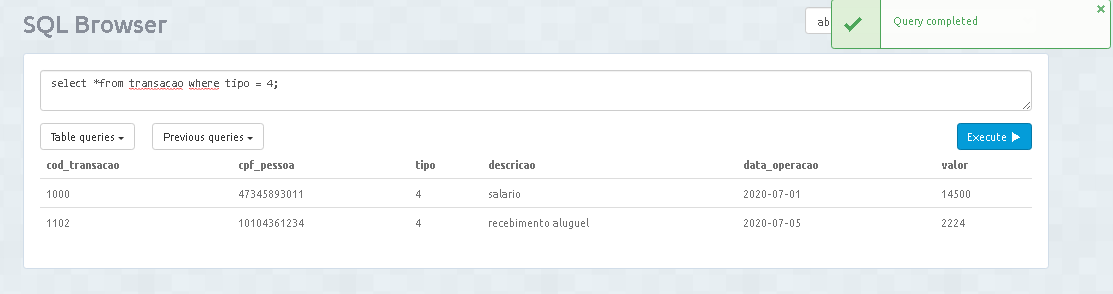 SQL Browser
ab
Query completed
select *from transacao where tipo = 4;
Table queries
Previous queries
Execute
cod_transacao cpf_pessoa tipo descricao data_operacao valor
1000 47345893011 4 salario 2020-07-01 14500
1102 10104361234 4 recebimento aluguel 2020-07-05 2224